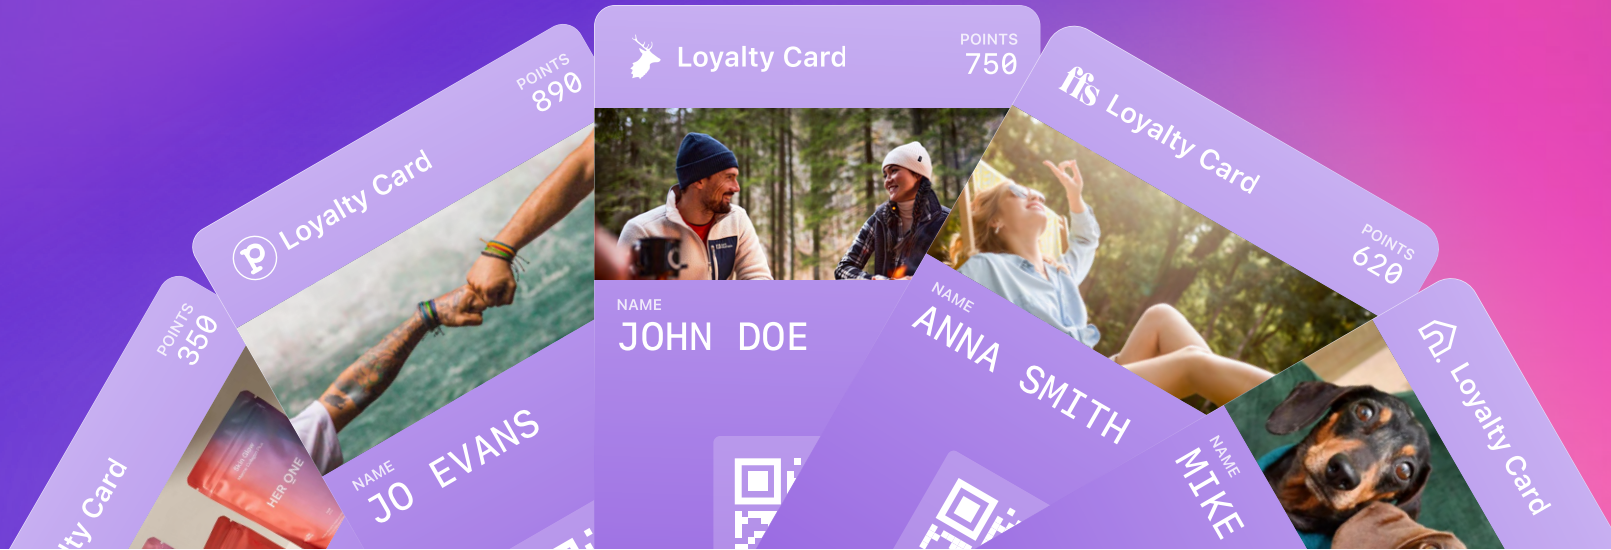 POINTS
350
lty Card
HER ONE
POINTS
890
p Loyalty Card
NAME
JO EVANS
Loyalty Card
POINTS
750
NAME
JOHN DOE
ffs Loyalty Card
POINTS
620
NAME
ANNA SMITH
Loyalty Card
NAME
MIKE